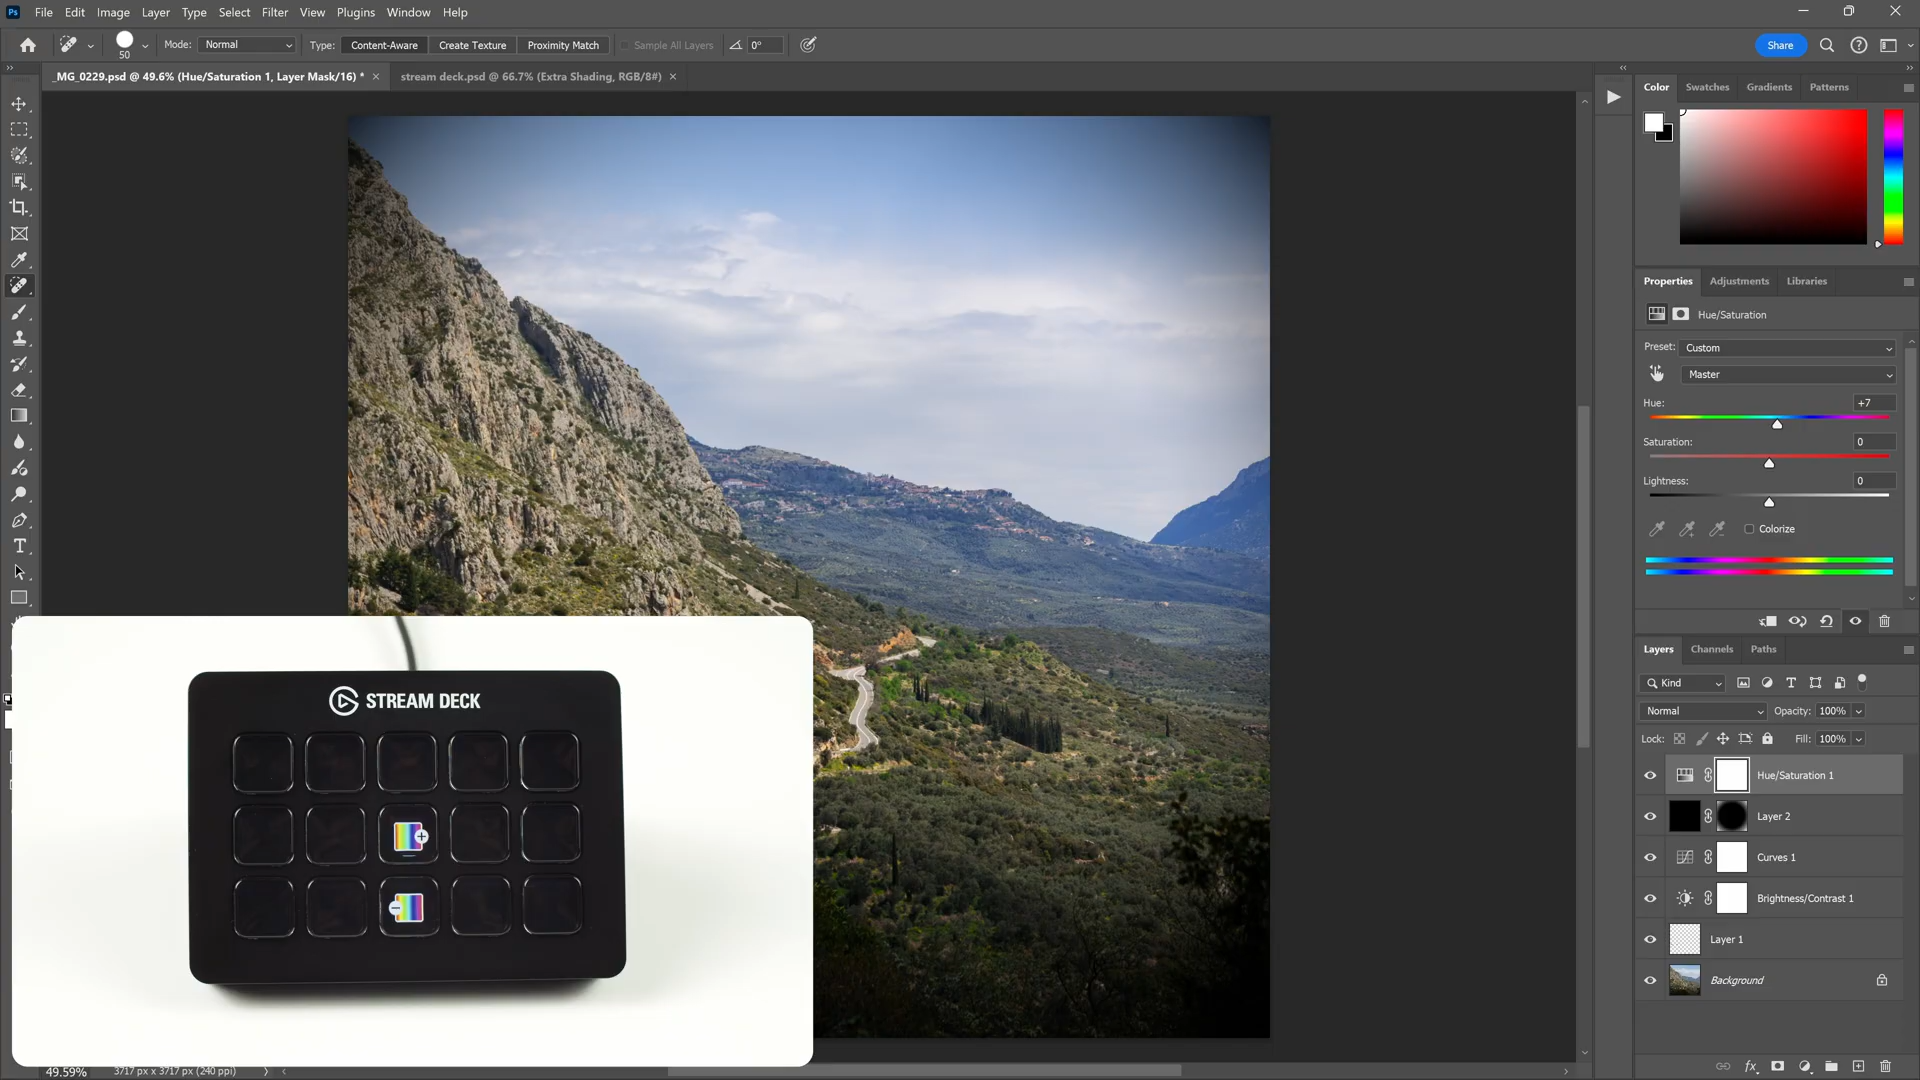 Ps File Edit Image Layer Type Select Filter View Plugins Window Help
50 Mode: Normal Type: Content-Aware Create Texture Proximity Match Sample All Layers 0° Share
_MG_0229.psd @ 49.6% (Hue/Saturation 1, Layer Mask/16) * stream deck.psd @ 66.7% (Extra Shading, RGB/8#)
Color Swatches Gradients Patterns
Properties Adjustments Libraries
Hue/Saturation
Preset: Custom
Master
Hue: +7
Saturation: 0
Lightness: 0
Colorize
Layers Channels Paths
Kind
Normal Opacity: 100%
Lock: Fill: 100%
Hue/Saturation 1
Layer 2
Curves 1
Brightness/Contrast 1
Layer 1
Background
STREAM DECK
49.59% 3717 px x 3717 px (240 ppi)